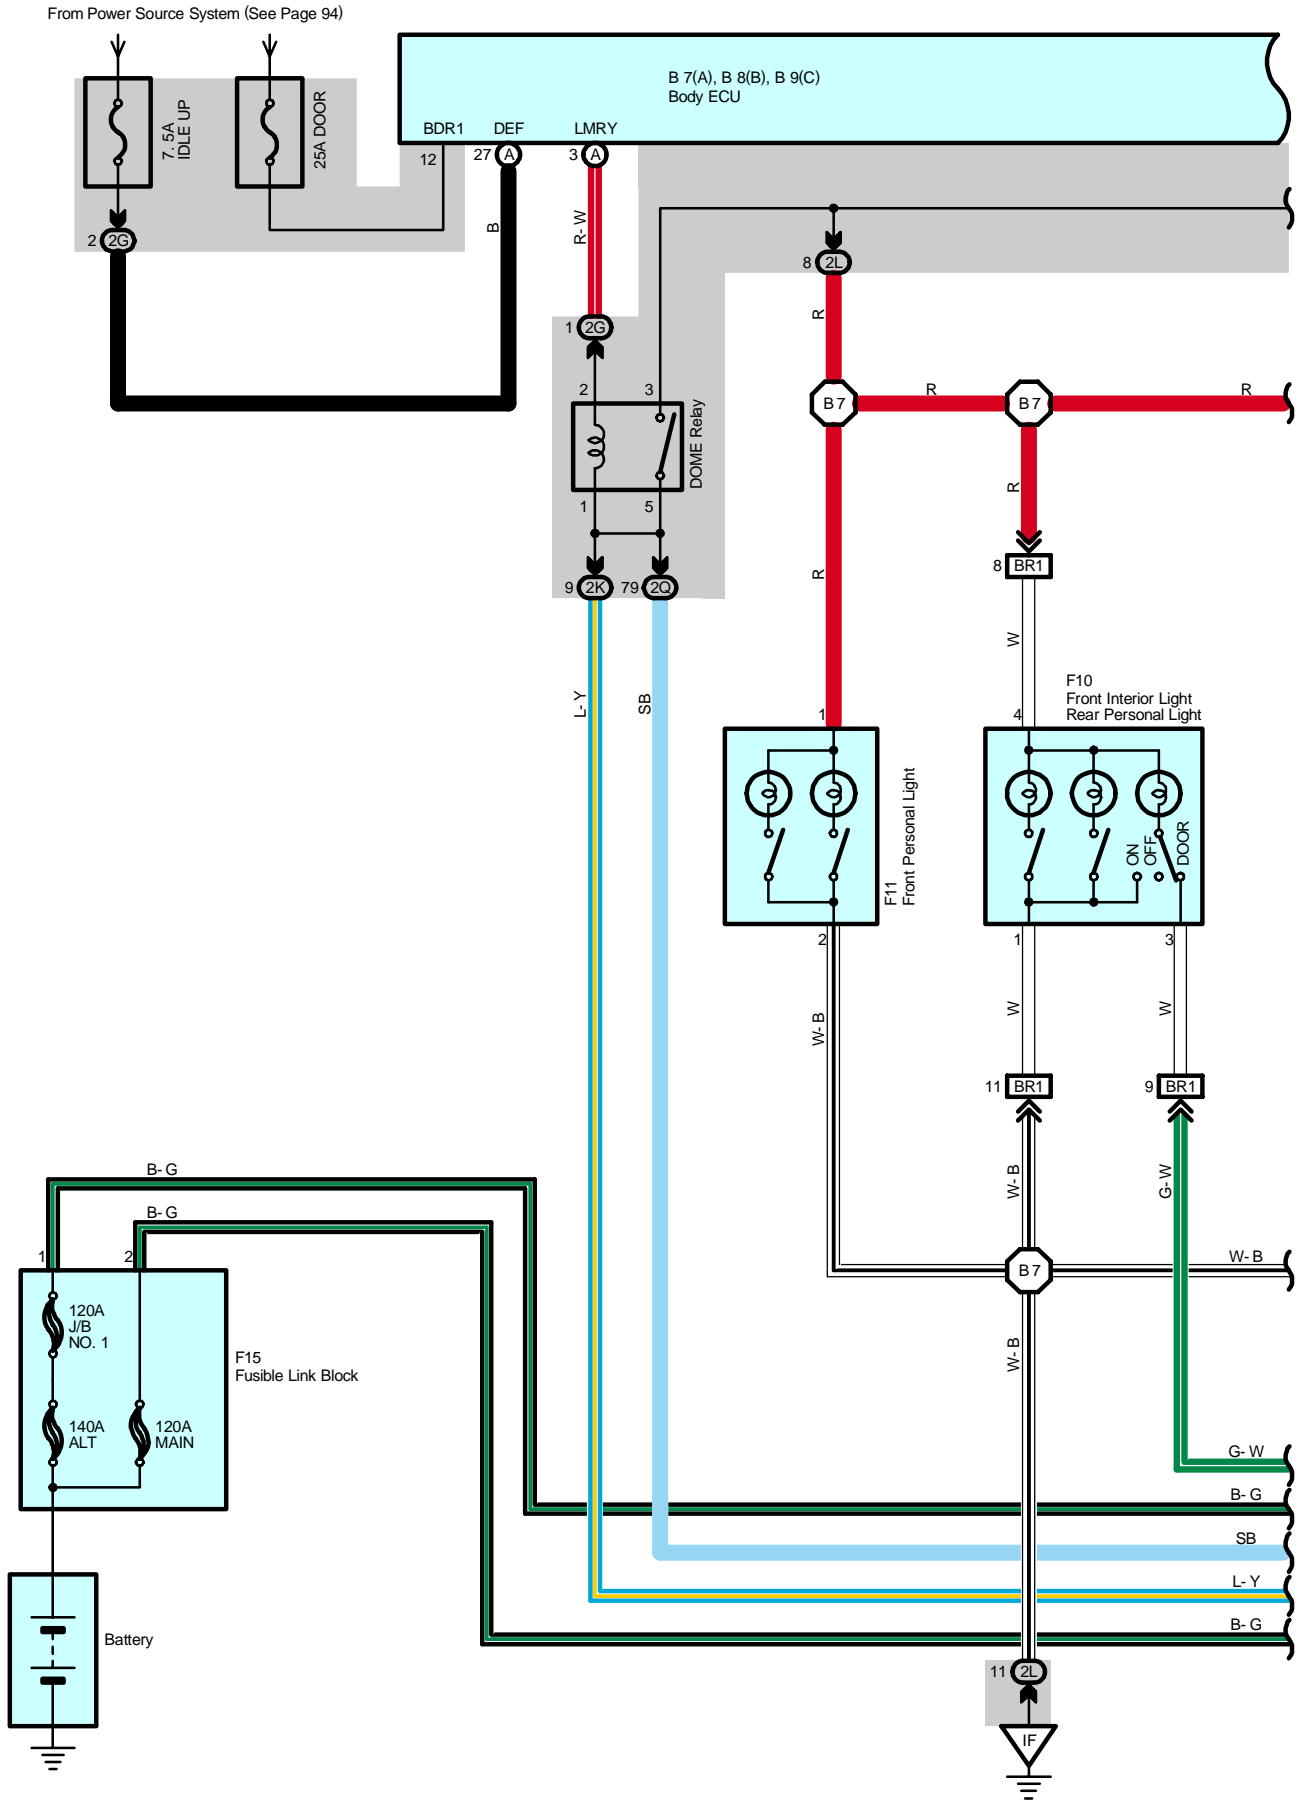 From Power Source System (See Page 94)
B 7(A), B 8(B), B 9(C)
Body ECU
7. 5A
IDLE UP
25A DOOR
BDR1
DEF
LMRY
12
27
A
3
A
2
2G
B
R- W
8
2L
1
2G
R
2
3
DOME Relay
B 7
R
B 7
R
1
5
R
R
8
BR1
9
2K
79
2Q
W
L- Y
SB
F10
Front Interior Light
Rear Personal Light
1
4
F11
Front Personal Light
ON
OFF
DOOR
2
1
3
W- B
W
W
11
BR1
9
BR1
B- G
W- B
G- W
B- G
1
2
B 7
W- B
120A
J/B
NO. 1
F15
Fusible Link Block
W- B
140A
ALT
120A
MAIN
G- W
B- G
SB
L- Y
B- G
Battery
11
2L
IF